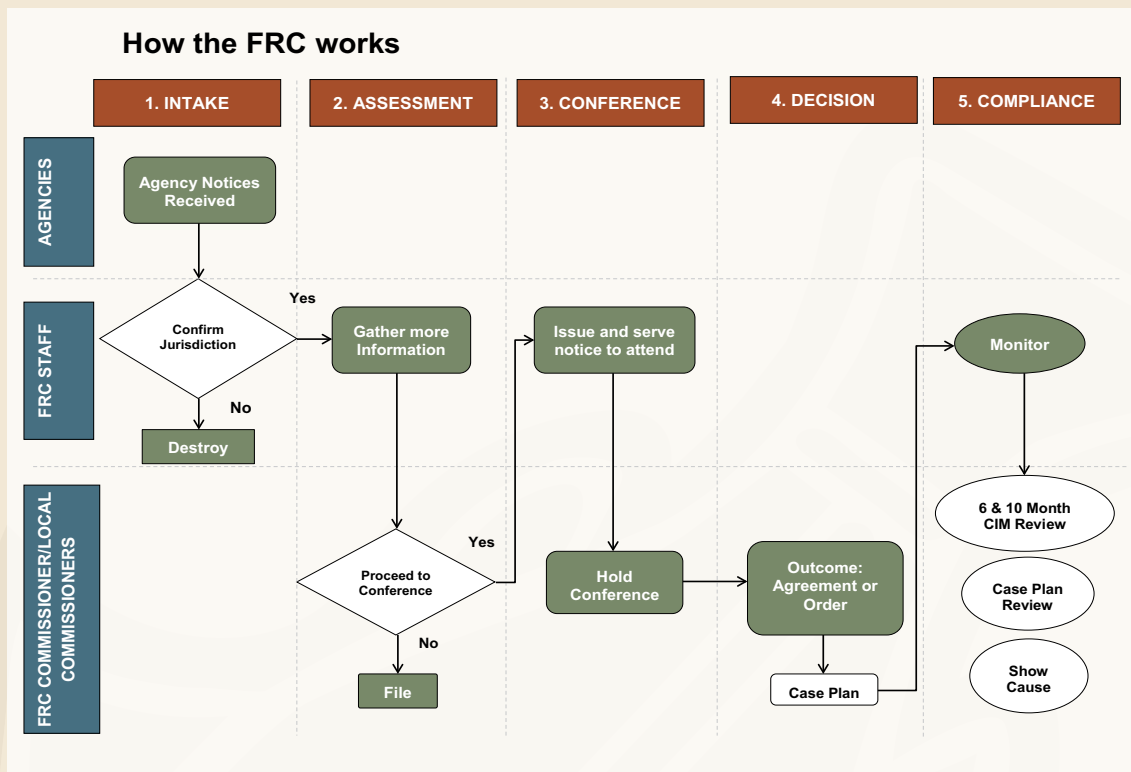 How the FRC works
1. INTAKE
2. ASSESSMENT
3. CONFERENCE
4. DECISION
5. COMPLIANCE
AGENCIES
Agency Notices
Received
FRC STAFF
Confirm
Jurisdiction
Yes
No
Destroy
Gather more
Information
Issue and serve
notice to attend
Monitor
FRC COMMISSIONER/LOCAL
COMMISSIONERS
Proceed to
Conference
Yes
No
File
Hold
Conference
Outcome:
Agreement or
Order
Case Plan
6 & 10 Month
CIM Review
Case Plan
Review
Show
Cause